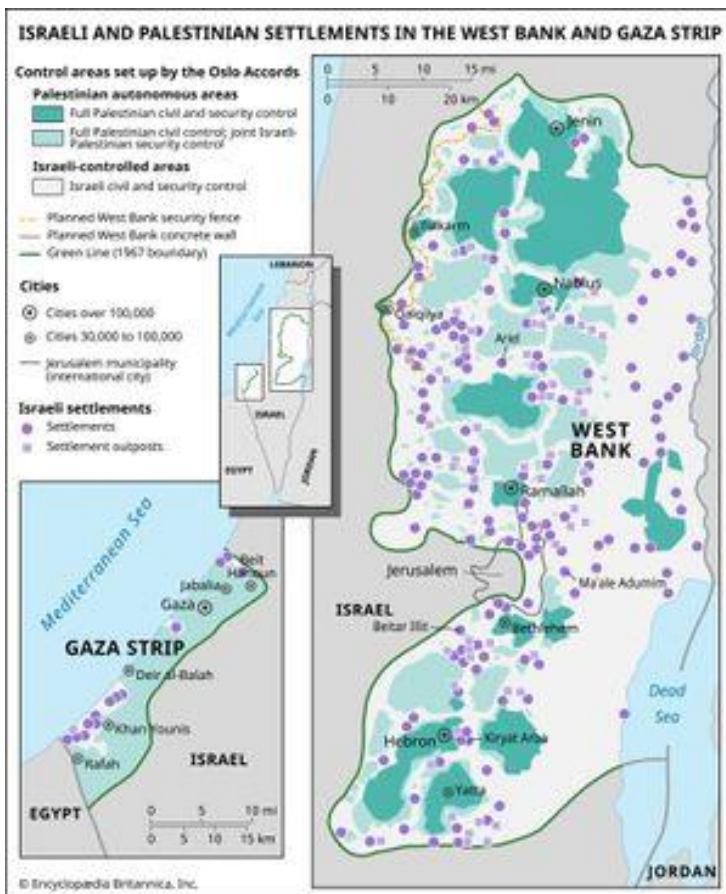 ISRAELI AND PALESTINIAN SETTLEMENTS IN THE WEST BANK AND GAZA STRIP
Control areas set up by the Oslo Accords
Palestinian autonomous areas
Full Palestinian civil and security control
Full Palestinian civil control; joint Israeli-
Palestinian security control
Israeli-controlled areas
Israeli civil and security control
Planned West Bank security fence
Planned West Bank concrete wall
Green Line (1967 boundary)
Cities
Cities over 100,000
Cities 30,000 to 100,000
Jerusalem municipality
(international city)
Israeli settlements
Settlements
Settlement outposts
LEBANON
Mediterranean
Sea
ISRAEL
EGYPT
0 5 10 15 mi
0 10 20 km
Jenin
Tulkarm
Nablus
Qalqilya
Ariel
WEST
BANK
Ramallah
Jerusalem
Ma'ale Adumim
ISRAEL
Beitar Illit
Bethlehem
Hebron
Kiryat Arba
Yatta
Jordan
Dead
Sea
JORDAN
Mediterranean Sea
Beit
Hanoun
Jabalia
Gaza
GAZA STRIP
Deir al-Balah
Khan Younis
Rafah
ISRAEL
EGYPT
0 5 10 mi
0 5 10 15 km
© Encyclopædia Britannica, Inc.